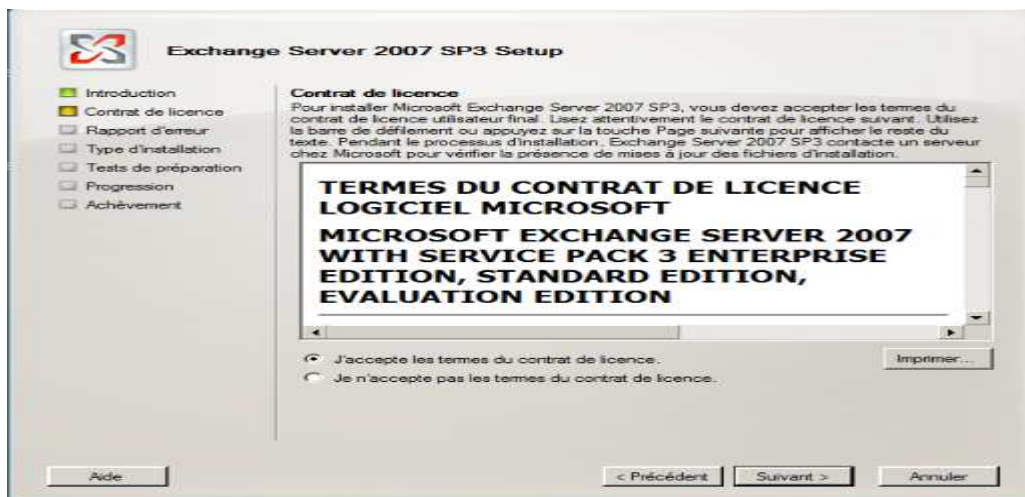 Exchange Server 2007 SP3 Setup
Introduction
Contrat de licence
Rapport d'erreur
Type d'installation
Tests de préparation
Progression
Achèvement
Contrat de licence
Pour installer Microsoft Exchange Server 2007 SP3, vous devez accepter les termes du
contrat de licence utilisateur final. Lisez attentivement le contrat de licence suivant. Utilisez
la barre de défilement ou appuyez sur la touche Page suivante pour afficher le reste du
texte. Pendant le processus d'installation, Exchange Server 2007 SP3 contacte un serveur
chez Microsoft pour vérifier la présence de mises à jour des fichiers d'installation.
TERMES DU CONTRAT DE LICENCE
LOGICIEL MICROSOFT
MICROSOFT EXCHANGE SERVER 2007
WITH SERVICE PACK 3 ENTERPRISE
EDITION, STANDARD EDITION,
EVALUATION EDITION
J'accepte les termes du contrat de licence.
Imprimer...
Je n'accepte pas les termes du contrat de licence.
Aide
< Précédent
Suivant >
Annuler